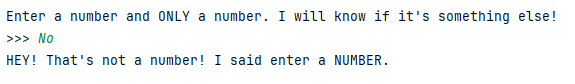 Enter a number and ONLY a number. I will know if it's something else!
>>> No
HEY! That's not a number! I said enter a NUMBER.